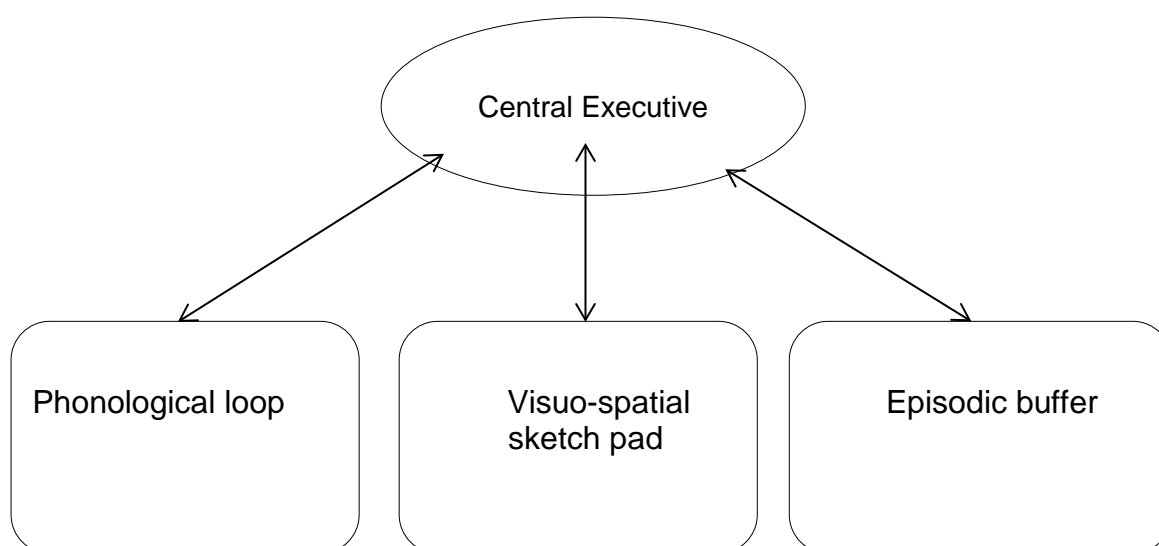 Central Executive
Phonological loop
Visuo-spatial
sketch pad
Episodic buffer